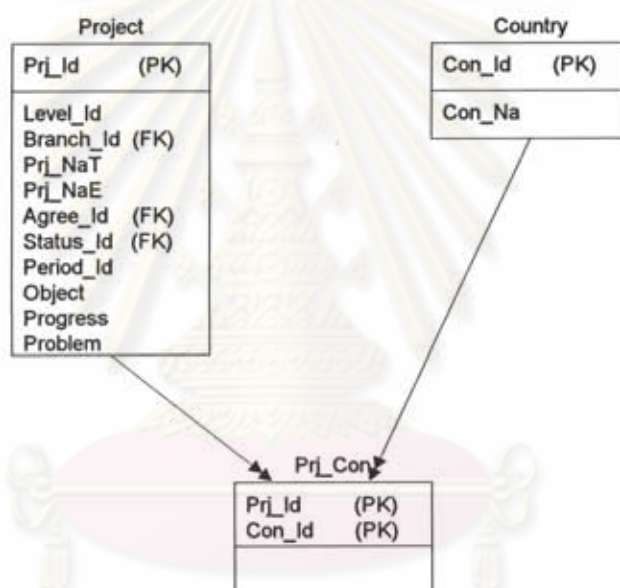 Project
Prj_Id (PK)
Level_Id
Branch_Id (FK)
Prj_NaT
Prj_NaE
Agree_Id (FK)
Status_Id (FK)
Period_Id
Object
Progress
Problem
Country
Con_Id (PK)
Con_Na
Prj_Con
Prj_Id (PK)
Con_Id (PK)